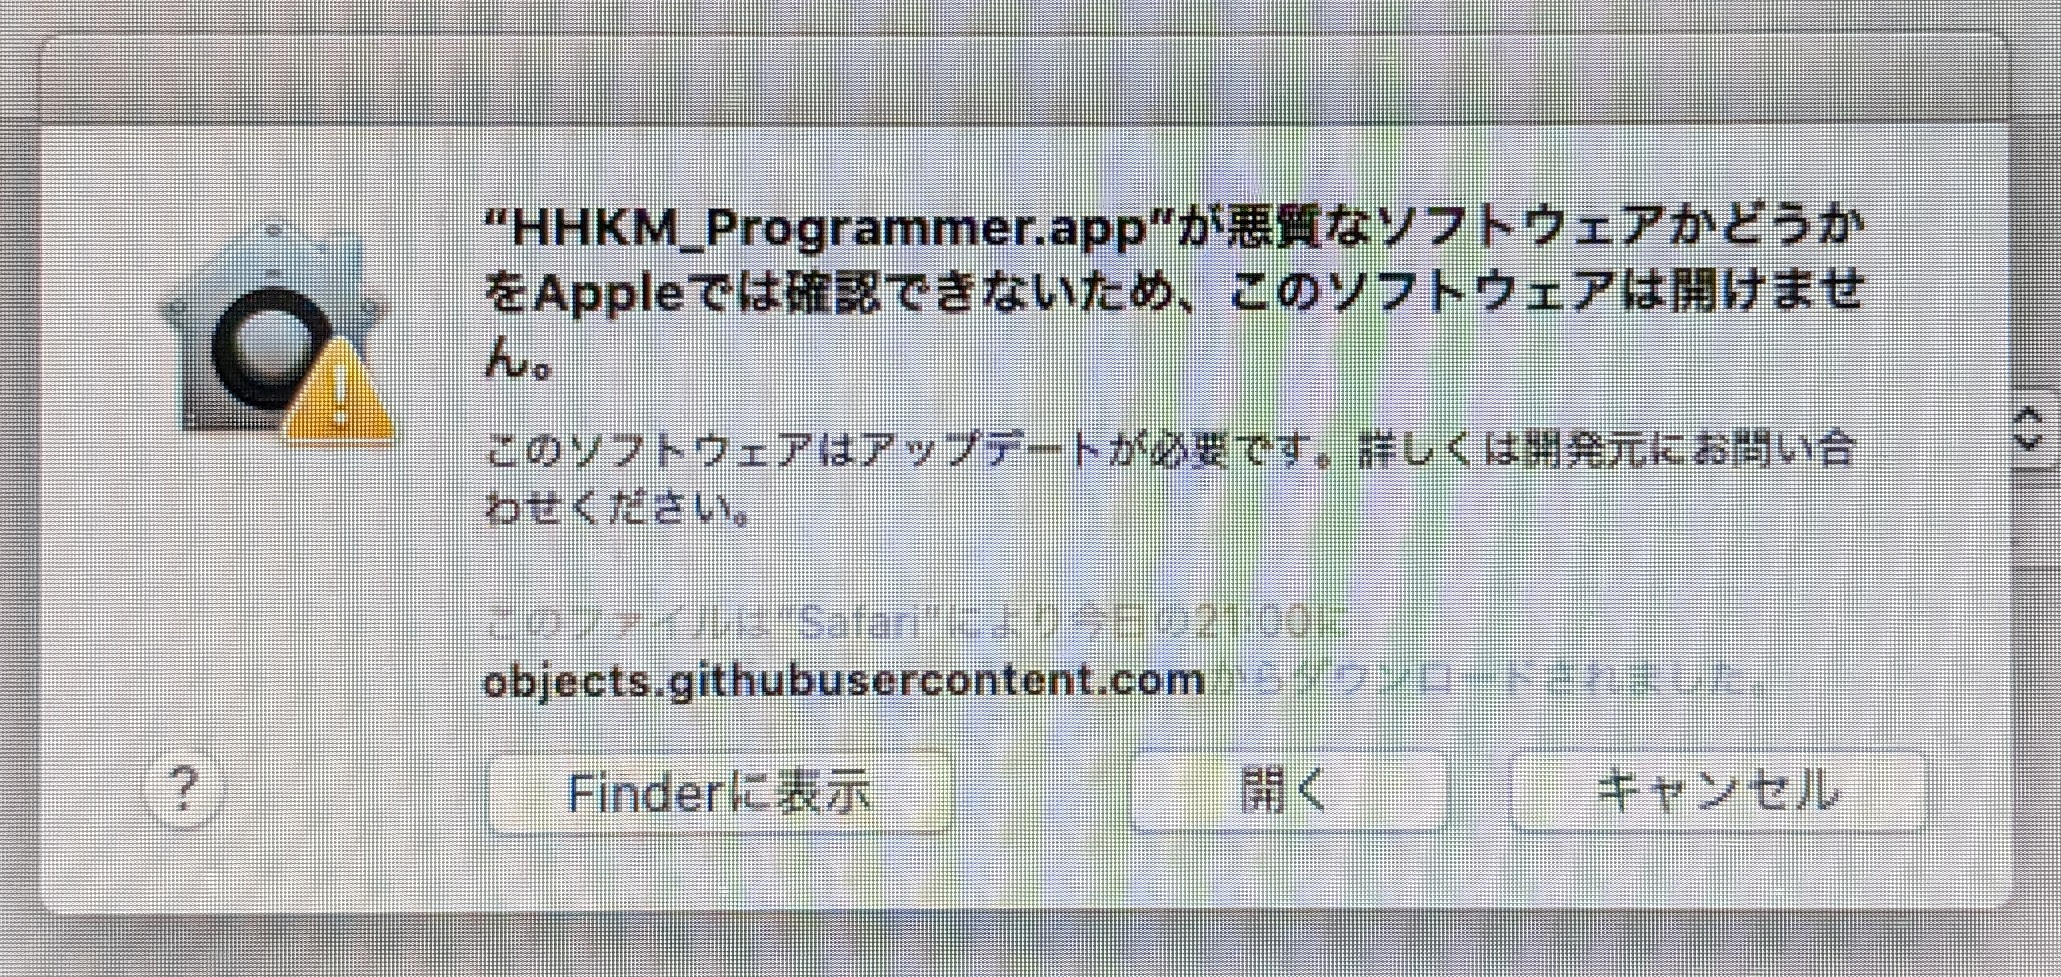 “HHKM_Programmer.app”が悪質なソフトウェアかどうか
をAppleでは確認できないため、このソフトウェアは開けませ
ん。
このソフトウェアはアップデートが必要です。詳しくは開発元にお問い合
わせください。
このファイルは“Safari”により今日の21:00に
objects.githubusercontent.comからダウンロードされました。
?
Finderに表示
開く
キャンセル